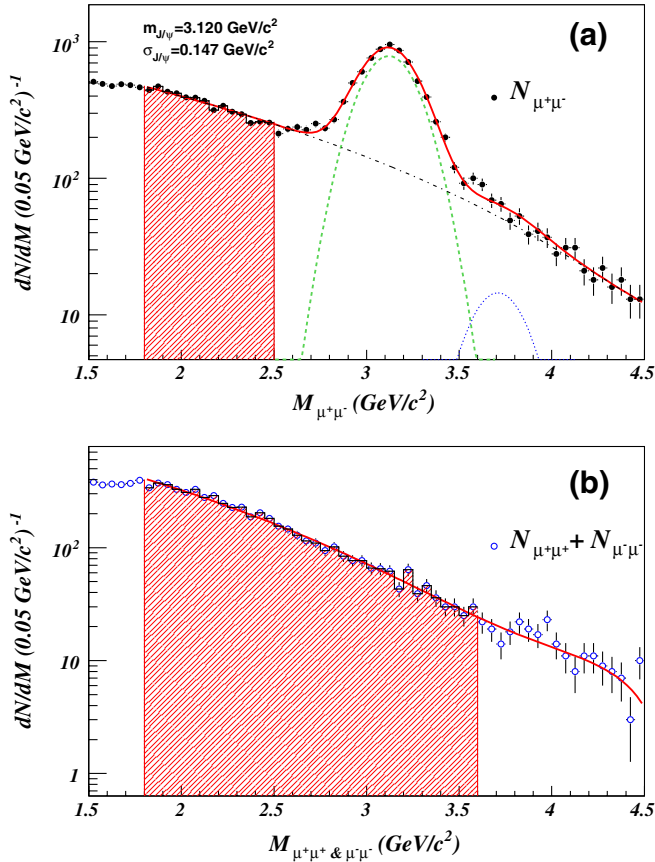 m_{J/ψ}=3.120 GeV/c²
σ_{J/ψ}=0.147 GeV/c²
(a)
N_{μ⁺μ⁻}
dN/dM (0.05 GeV/c²)⁻¹
10³
10²
10
1.5 2 2.5 3 3.5 4 4.5
M_{μ⁺μ⁻} (GeV/c²)
(b)
N_{μ⁺μ⁺} + N_{μ⁻μ⁻}
dN/dM (0.05 GeV/c²)⁻¹
10²
10
1
1.5 2 2.5 3 3.5 4 4.5
M_{μ⁺μ⁺ & μ⁻μ⁻} (GeV/c²)